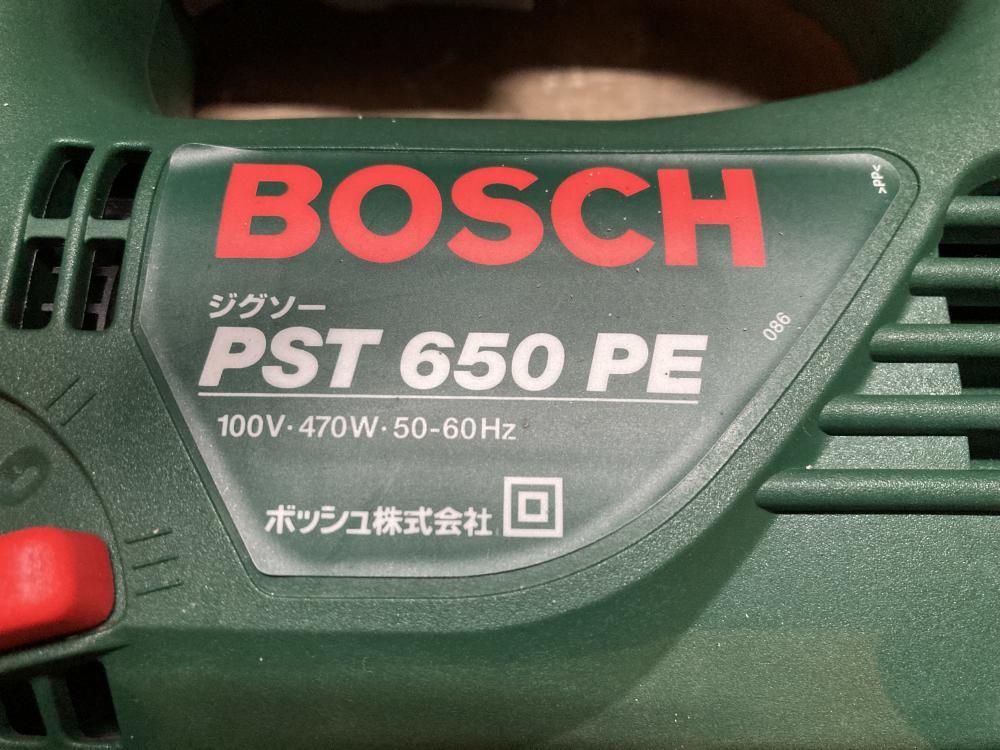 BOSCH
>PP<
ジグソー
PST 650 PE
086
100V・470W・50-60Hz
ボッシュ株式会社